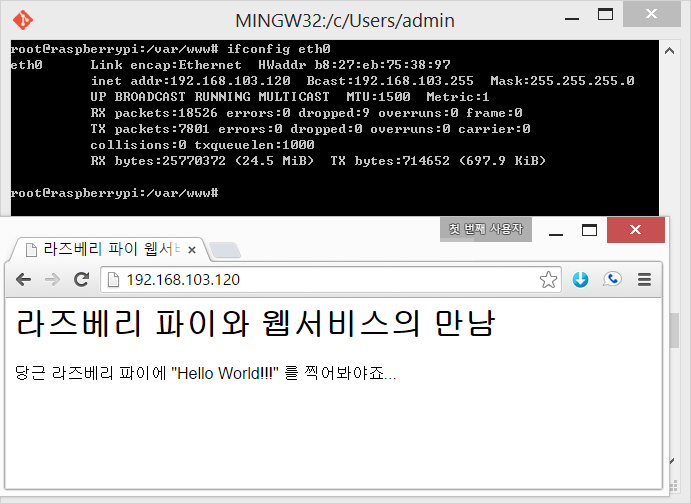 MINGW32:/c/Users/admin
root@raspberrypi:/var/www# ifconfig eth0
eth0 Link encap:Ethernet HWaddr b8:27:eb:75:38:97
inet addr:192.168.103.120 Bcast:192.168.103.255 Mask:255.255.255.0
UP BROADCAST RUNNING MULTICAST MTU:1500 Metric:1
RX packets:18526 errors:0 dropped:9 overruns:0 frame:0
TX packets:7801 errors:0 dropped:0 overruns:0 carrier:0
collisions:0 txqueuelen:1000
RX bytes:25770372 (24.5 MiB) TX bytes:714652 (697.9 KiB)
root@raspberrypi:/var/www#
첫 번째 사용자
라즈베리 파이 웹서
192.168.103.120
라즈베리 파이와 웹서비스의 만남
당근 라즈베리 파이에 "Hello World!!!" 를 찍어봐야죠...